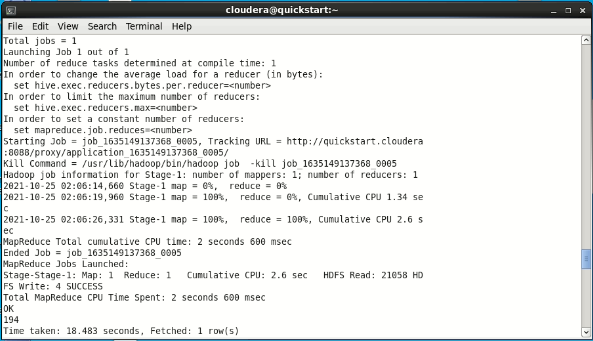 cloudera@quickstart:~
File Edit View Search Terminal Help
Total jobs = 1
Launching Job 1 out of 1
Number of reduce tasks determined at compile time: 1
In order to change the average load for a reducer (in bytes):
  set hive.exec.reducers.bytes.per.reducer=<number>
In order to limit the maximum number of reducers:
  set hive.exec.reducers.max=<number>
In order to set a constant number of reducers:
  set mapreduce.job.reduces=<number>
Starting Job = job_1635149137368_0005, Tracking URL = http://quickstart.cloudera
:8088/proxy/application_1635149137368_0005/
Kill Command = /usr/lib/hadoop/bin/hadoop job  -kill job_1635149137368_0005
Hadoop job information for Stage-1: number of mappers: 1; number of reducers: 1
2021-10-25 02:06:14,660 Stage-1 map = 0%,  reduce = 0%
2021-10-25 02:06:19,960 Stage-1 map = 100%,  reduce = 0%, Cumulative CPU 1.34 se
c
2021-10-25 02:06:26,331 Stage-1 map = 100%,  reduce = 100%, Cumulative CPU 2.6 s
ec
MapReduce Total cumulative CPU time: 2 seconds 600 msec
Ended Job = job_1635149137368_0005
MapReduce Jobs Launched:
Stage-Stage-1: Map: 1  Reduce: 1   Cumulative CPU: 2.6 sec   HDFS Read: 21058 HD
FS Write: 4 SUCCESS
Total MapReduce CPU Time Spent: 2 seconds 600 msec
OK
194
Time taken: 18.483 seconds, Fetched: 1 row(s)